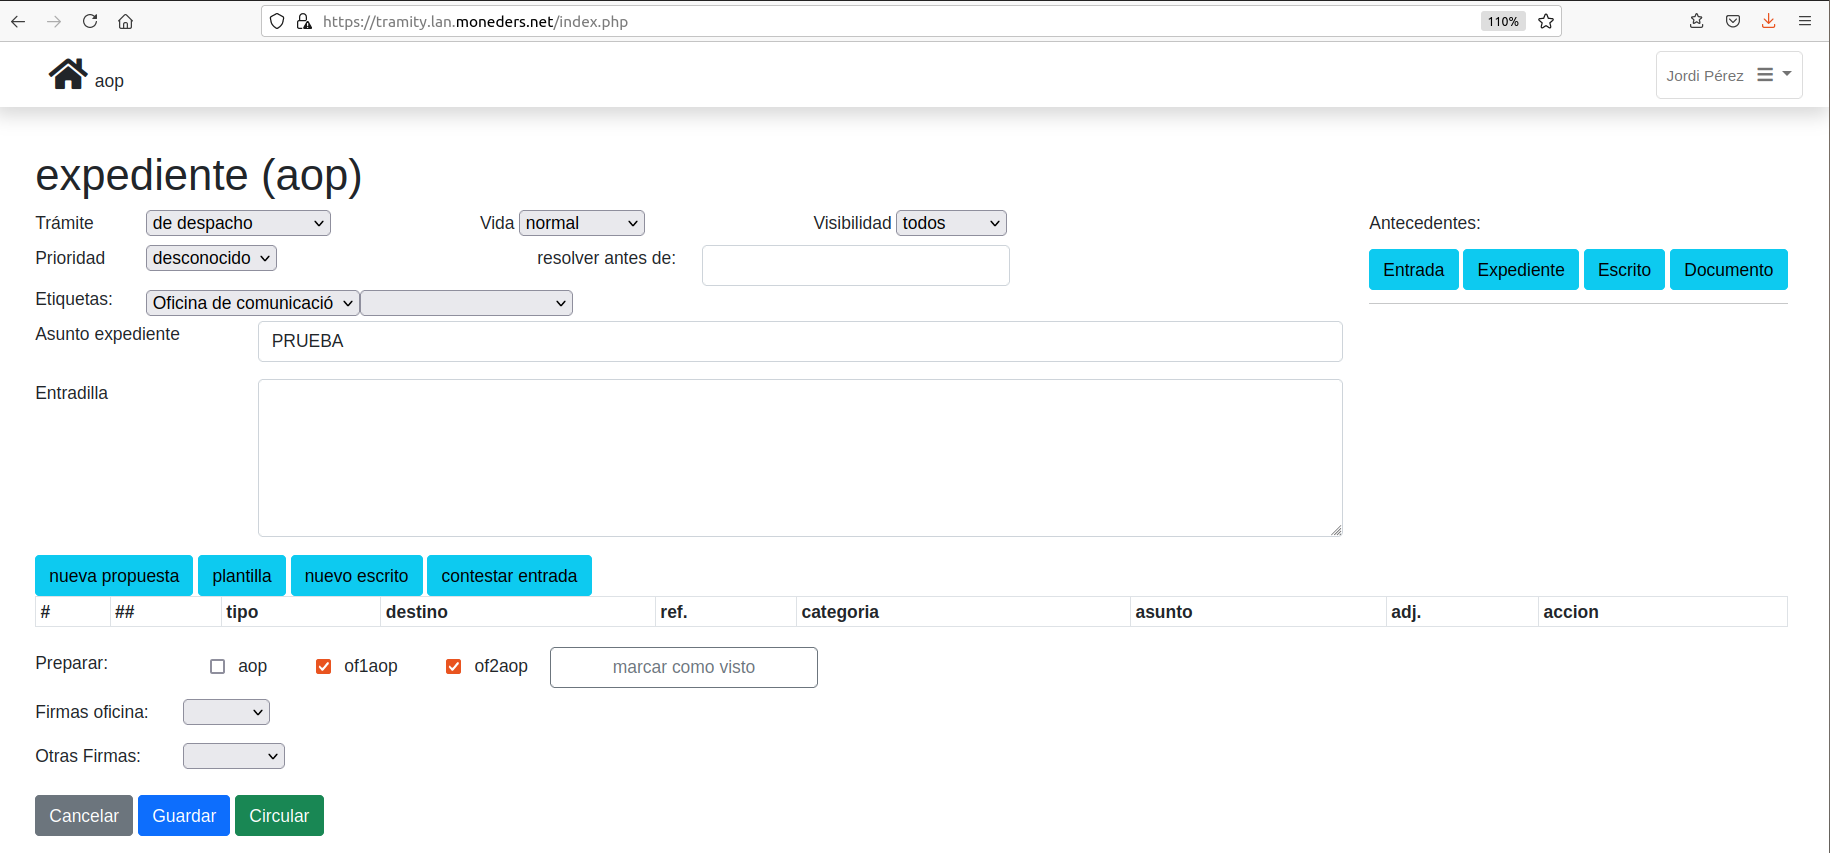 https://tramity.lan.moneders.net/index.php 110%
aop Jordi Pérez
expediente (aop)
Trámite de despacho Vida normal Visibilidad todos Antecedentes:
Prioridad desconocido resolver antes de:
Entrada Expediente Escrito Documento
Etiquetas: Oficina de comunicació
Asunto expediente PRUEBA
Entradilla
nueva propuesta plantilla nuevo escrito contestar entrada
# ## tipo destino ref. categoria asunto adj. accion
Preparar: aop of1aop of2aop marcar como visto
Firmas oficina:
Otras Firmas:
Cancelar Guardar Circular